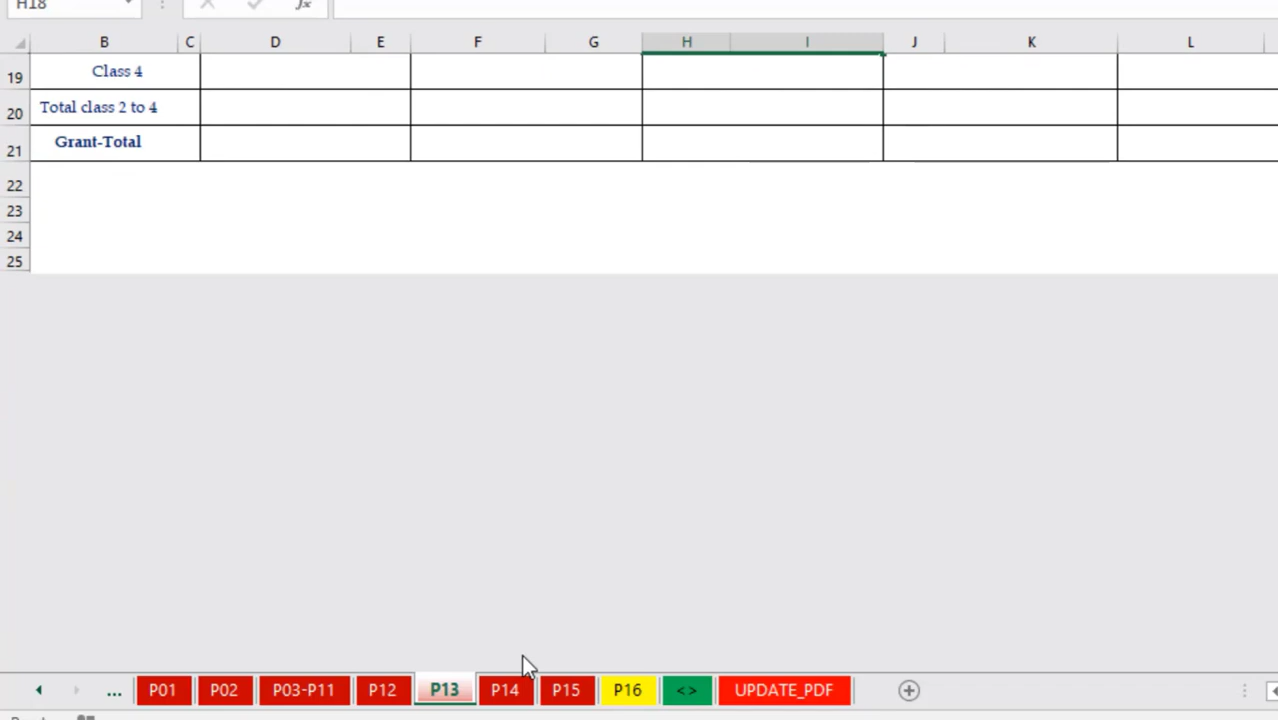 H18
B C D E F G H I J K L
19 Class 4
20 Total class 2 to 4
21 Grant-Total
22
23
24
25
... P01 P02 P03-P11 P12 P13 P14 P15 P16 <> UPDATE_PDF